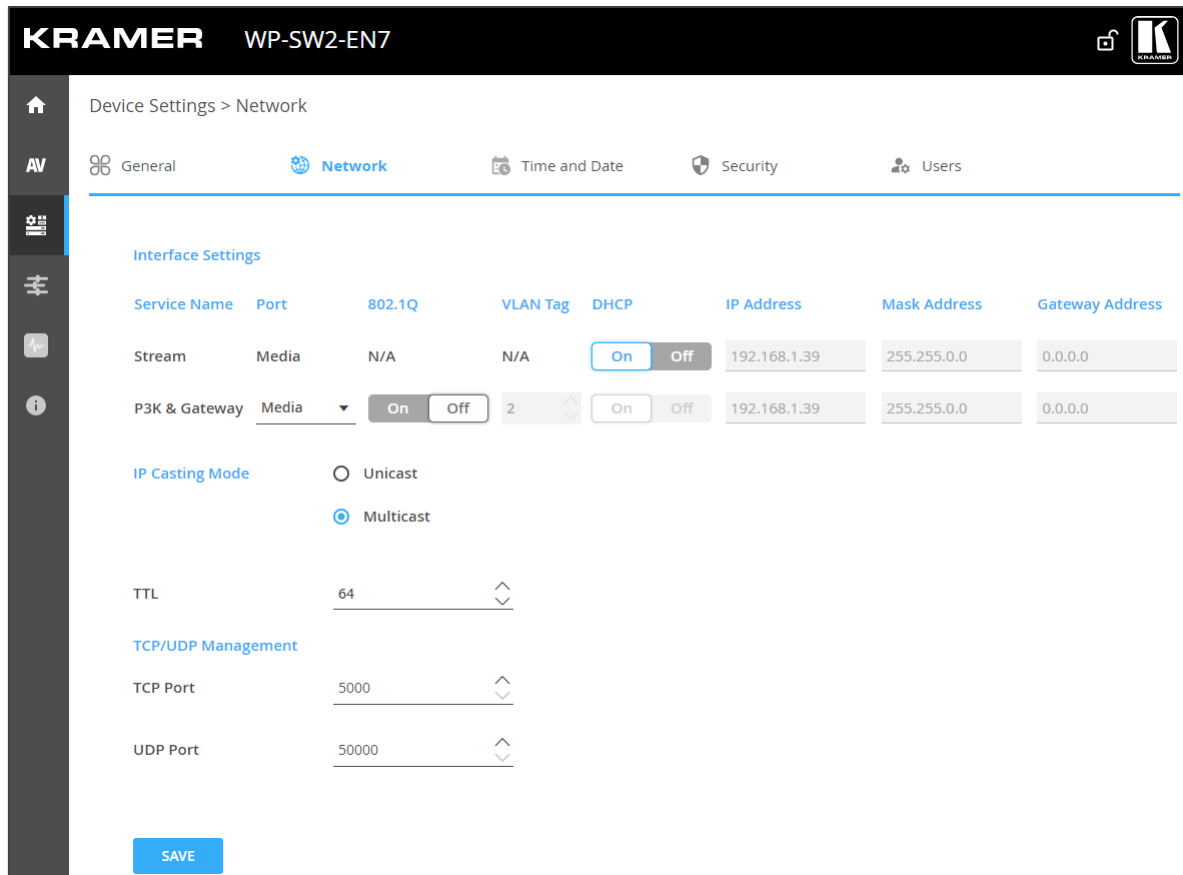 KRAMER WP-SW2-EN7
KRAMER
Device Settings > Network
AV
General Network Time and Date Security Users
Interface Settings
Service Name Port 802.1Q VLAN Tag DHCP IP Address Mask Address Gateway Address
Stream Media N/A N/A On Off 192.168.1.39 255.255.0.0 0.0.0.0
P3K & Gateway Media On Off 2 On Off 192.168.1.39 255.255.0.0 0.0.0.0
IP Casting Mode Unicast
Multicast
TTL 64
TCP/UDP Management
TCP Port 5000
UDP Port 50000
SAVE